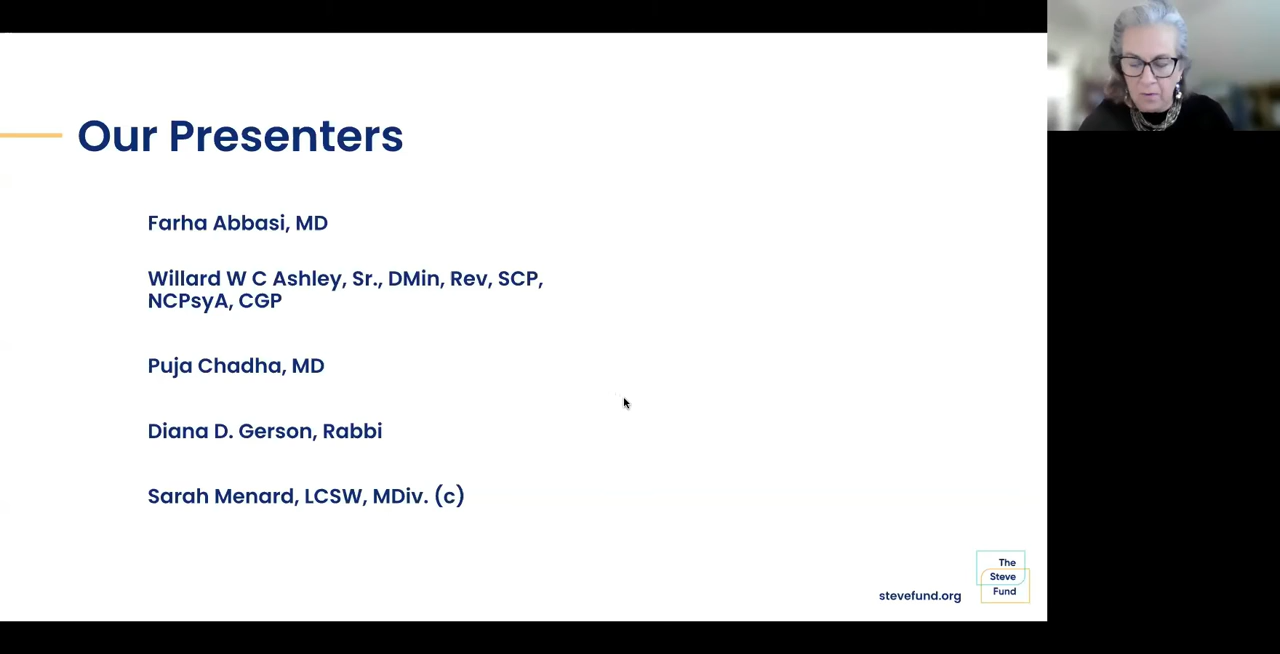 Our Presenters
Farha Abbasi, MD
Willard W C Ashley, Sr., DMin, Rev, SCP,
NCPsyA, CGP
Puja Chadha, MD
Diana D. Gerson, Rabbi
Sarah Menard, LCSW, MDiv. (c)
stevefund.org
The
Steve
Fund